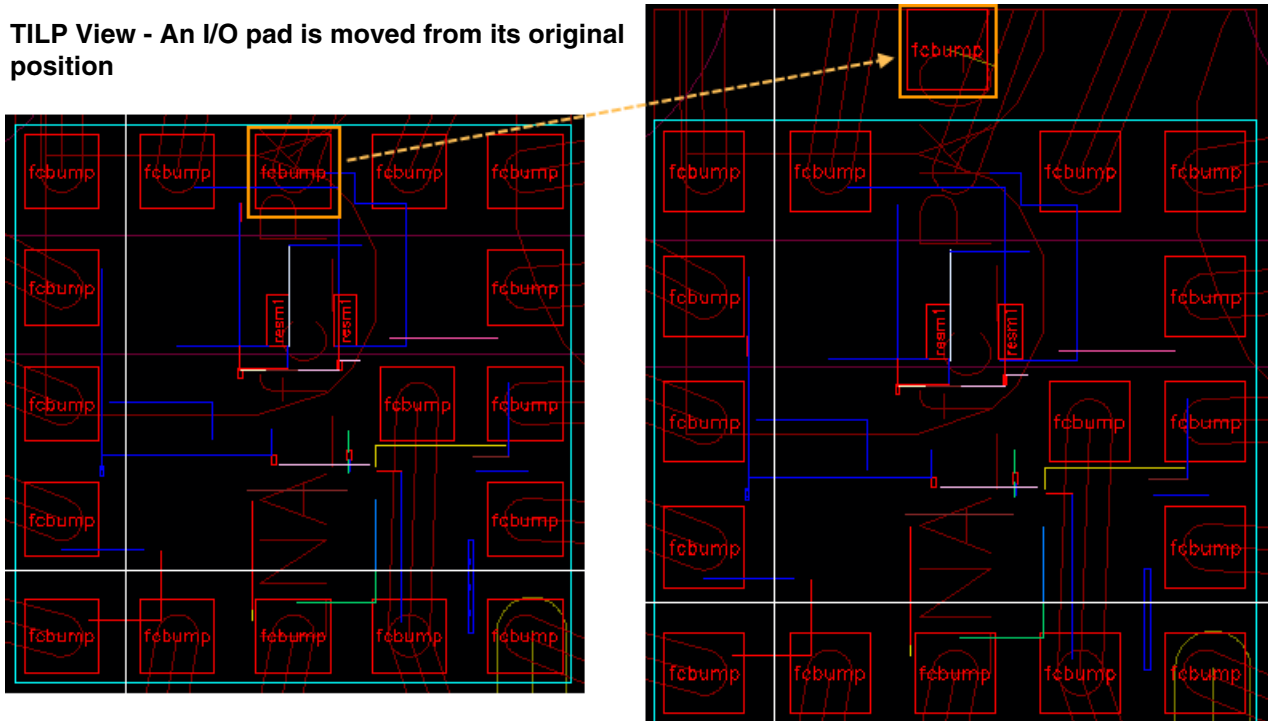 TILP View - An I/O pad is moved from its original
position
fcbump fcbump fcbump fcbump fcbump
fcbump fcbump
resm1 resm1
fcbump fcbump fcbump
fcbump fcbump
fcbump fcbump fcbump fcbump fcbump
fcbump
fcbump fcbump fcbump fcbump
fcbump fcbump
resm1 resm1
fcbump fcbump fcbump
fcbump fcbump
fcbump fcbump fcbump fcbump fcbump